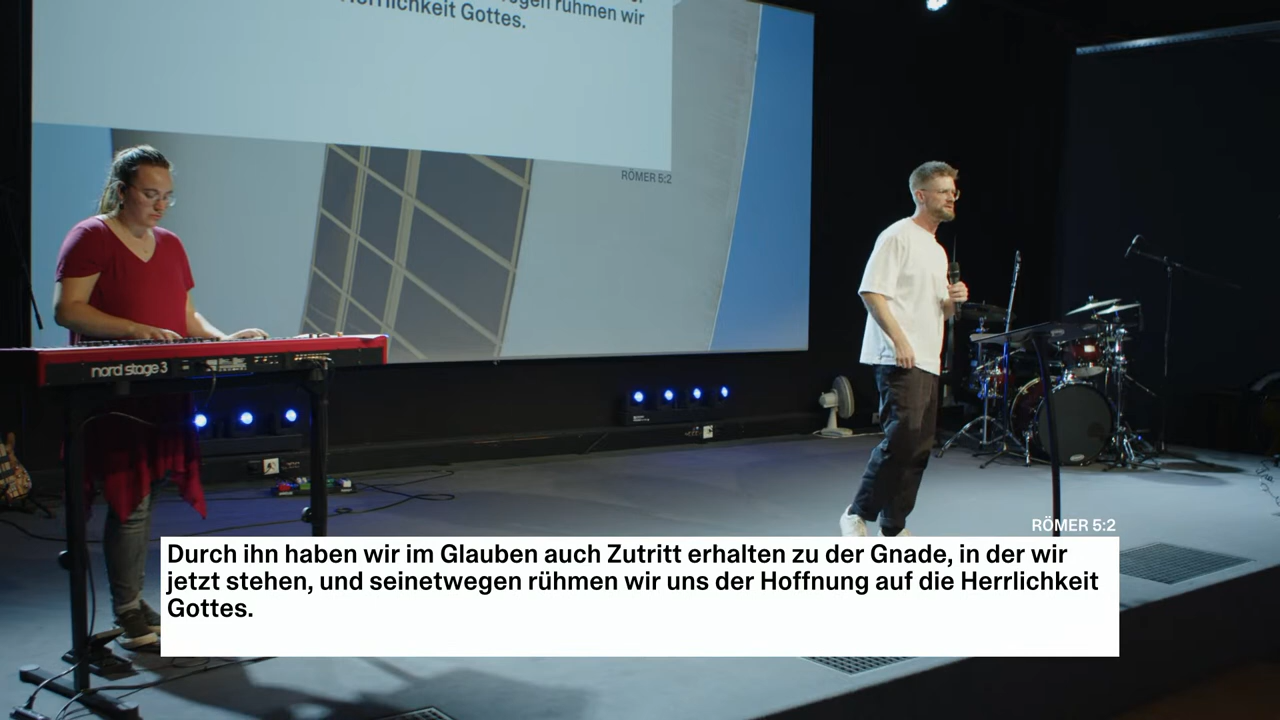 rühmen wir
Herrlichkeit Gottes.
RÖMER 5:2
nord stage 3
RÖMER 5:2
Durch ihn haben wir im Glauben auch Zutritt erhalten zu der Gnade, in der wir
jetzt stehen, und seinetwegen rühmen wir uns der Hoffnung auf die Herrlichkeit
Gottes.